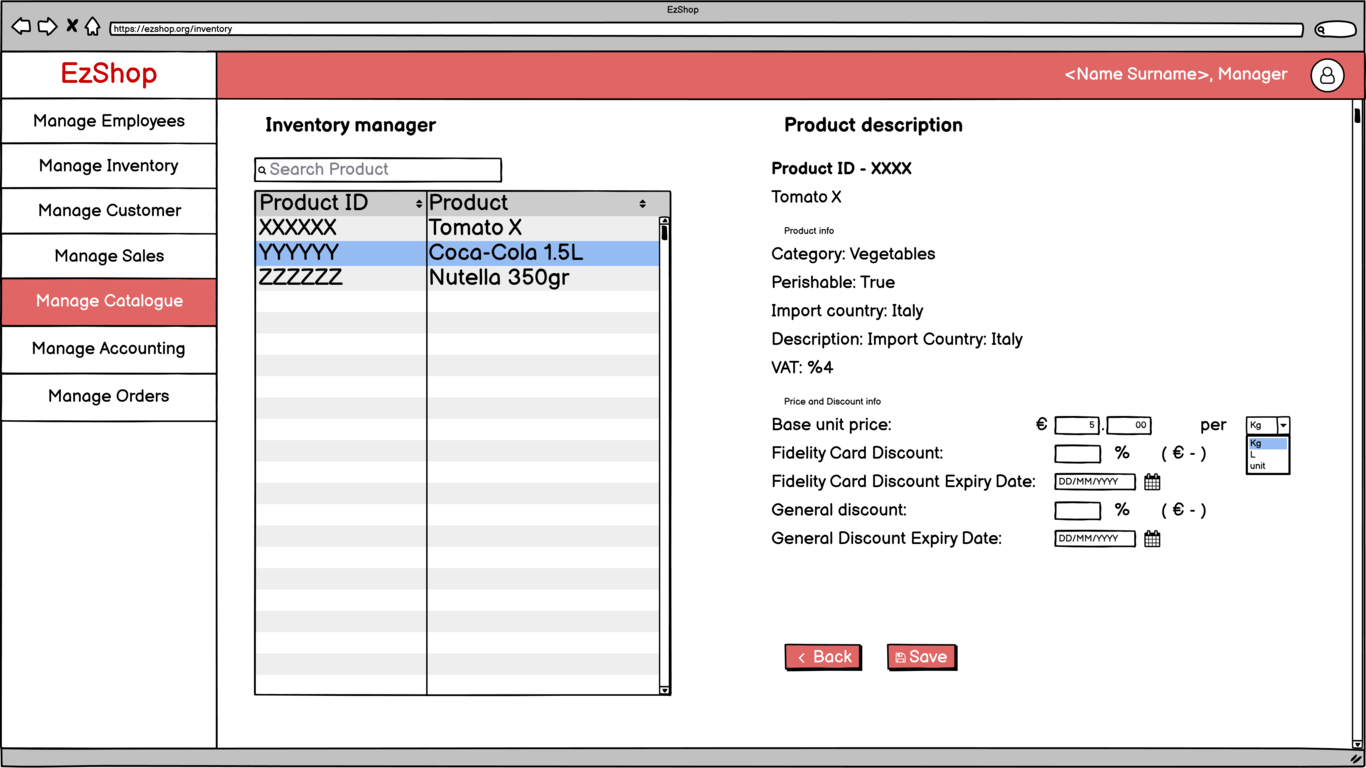 EzShop
https://ezshop.org/inventory
EzShop
<Name Surname>, Manager
Manage Employees
Manage Inventory
Manage Customer
Manage Sales
Manage Catalogue
Manage Accounting
Manage Orders
Inventory manager
Search Product
Product ID Product
XXXXXX Tomato X
YYYYYY Coca-Cola 1.5L
ZZZZZZ Nutella 350gr
Product description
Product ID - XXXX
Tomato X
Product info
Category: Vegetables
Perishable: True
Import country: Italy
Description: Import Country: Italy
VAT: %4
Price and Discount info
Base unit price: € 5 . 00 per Kg
Kg
L
unit
Fidelity Card Discount: % ( € - )
Fidelity Card Discount Expiry Date: DD/MM/YYYY
General discount: % ( € - )
General Discount Expiry Date: DD/MM/YYYY
< Back
Save